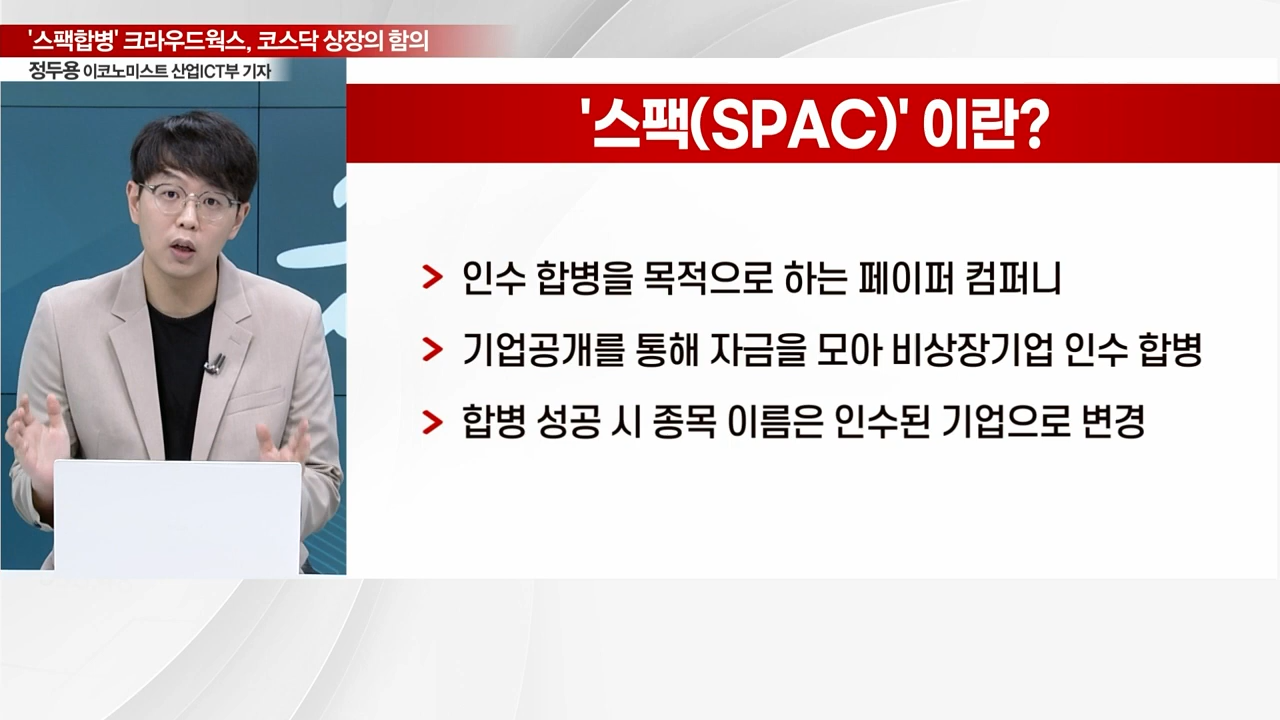 '스팩합병' 크라우드웍스, 코스닥 상장의 함의
정두용 이코노미스트 산업ICT부 기자
'스팩(SPAC)' 이란?
> 인수 합병을 목적으로 하는 페이퍼 컴퍼니
> 기업공개를 통해 자금을 모아 비상장기업 인수 합병
> 합병 성공 시 종목 이름은 인수된 기업으로 변경